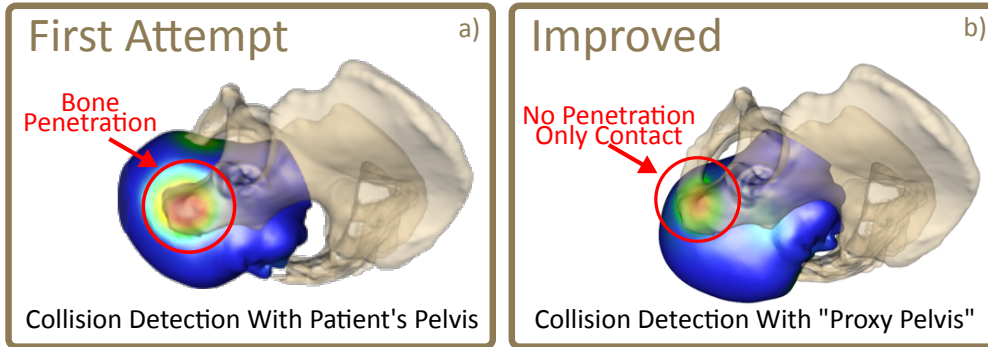 First Attempt
a)
Bone
Penetration
Collision Detection With Patient's Pelvis
Improved
b)
No Penetration
Only Contact
Collision Detection With "Proxy Pelvis"